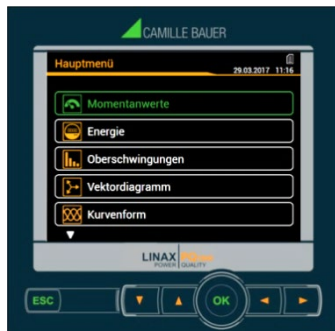 CAMILLE BAUER
Hauptmenü
29.03.2017 11:16
Momentanwerte
Energie
Oberschwingungen
Vektordiagramm
Kurvenform
LINAX
POWER QUALITY
ESC
OK